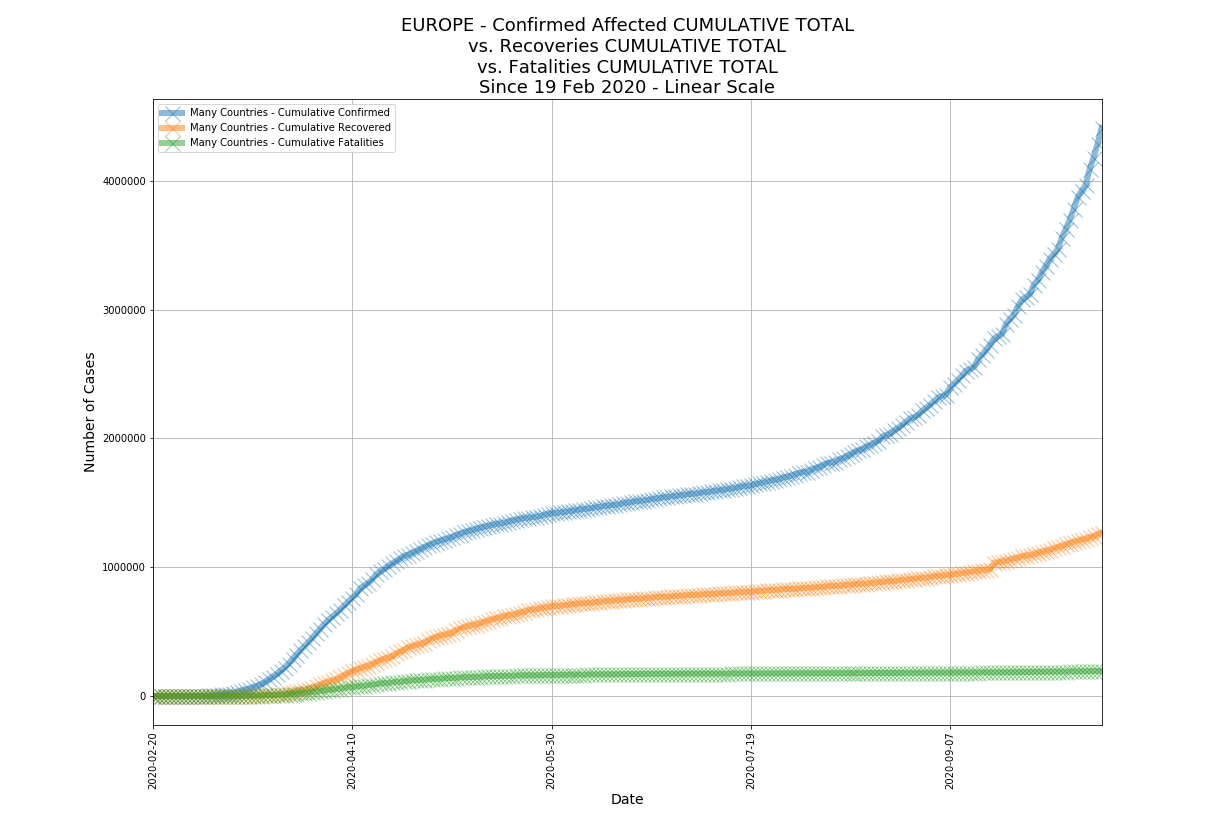 EUROPE - Confirmed Affected CUMULATIVE TOTAL
vs. Recoveries CUMULATIVE TOTAL
vs. Fatalities CUMULATIVE TOTAL
Since 19 Feb 2020 - Linear Scale
Many Countries - Cumulative Confirmed
Many Countries - Cumulative Recovered
Many Countries - Cumulative Fatalities
Number of Cases
4000000
3000000
2000000
1000000
0
2020-02-20
2020-04-10
2020-05-30
2020-07-19
2020-09-07
Date